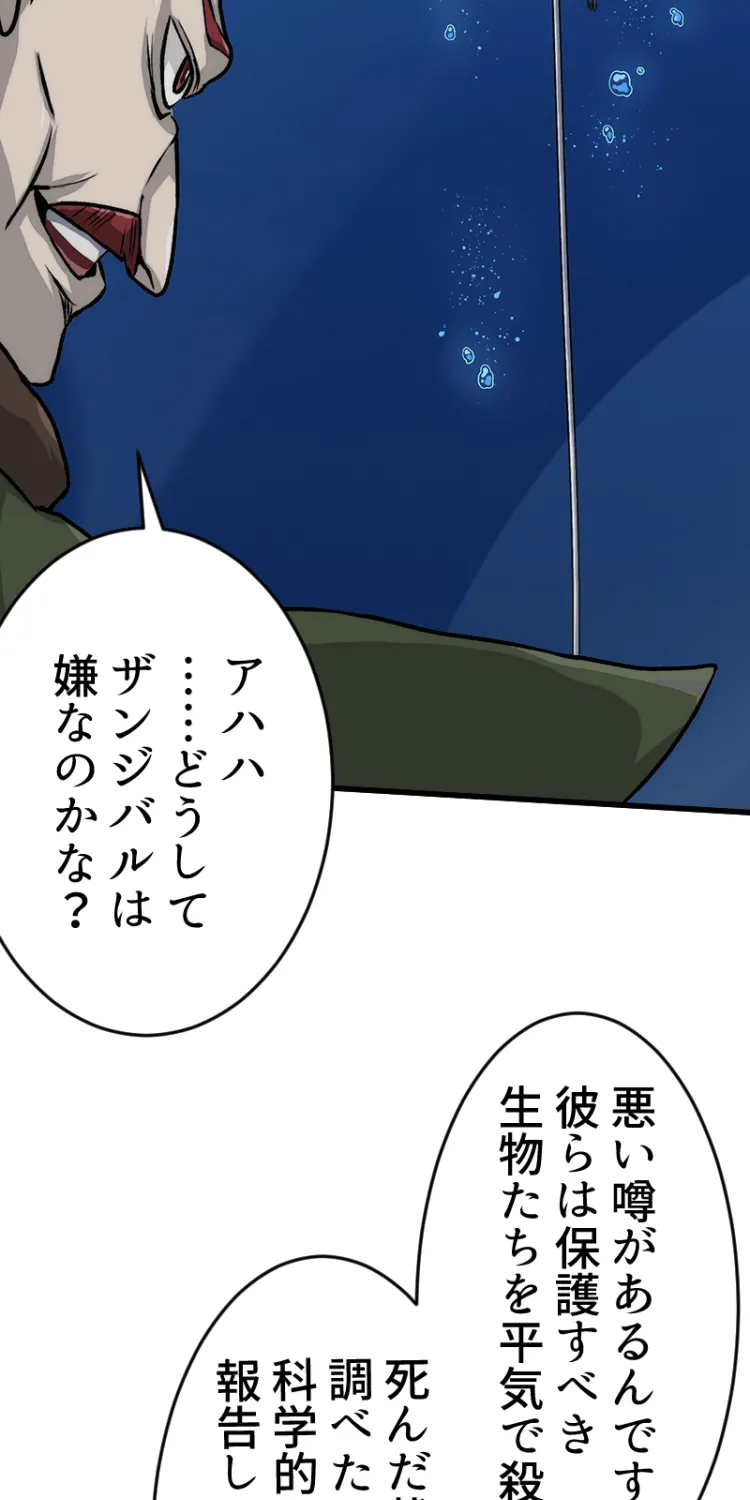 アハハ
……どうして
ザンジバルは
嫌なのかな？
悪い噂があるんです
彼らは保護すべき
生物たちを平気で殺
死んだ
調べた
科学的
報告し